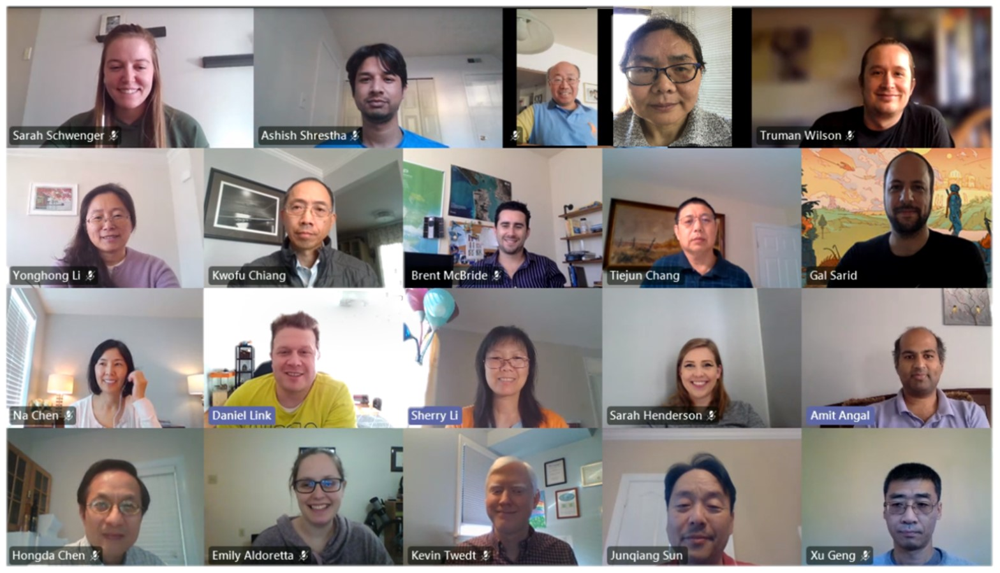 Sarah Schwenger
Ashish Shrestha
Truman Wilson
Yonghong Li
Kwofu Chiang
Brent McBride
Tiejun Chang
Gal Sarid
Na Chen
Daniel Link
Sherry Li
Sarah Henderson
Amit Angal
Hongda Chen
Emily Aldoretta
Kevin Twedt
Junqiang Sun
Xu Geng